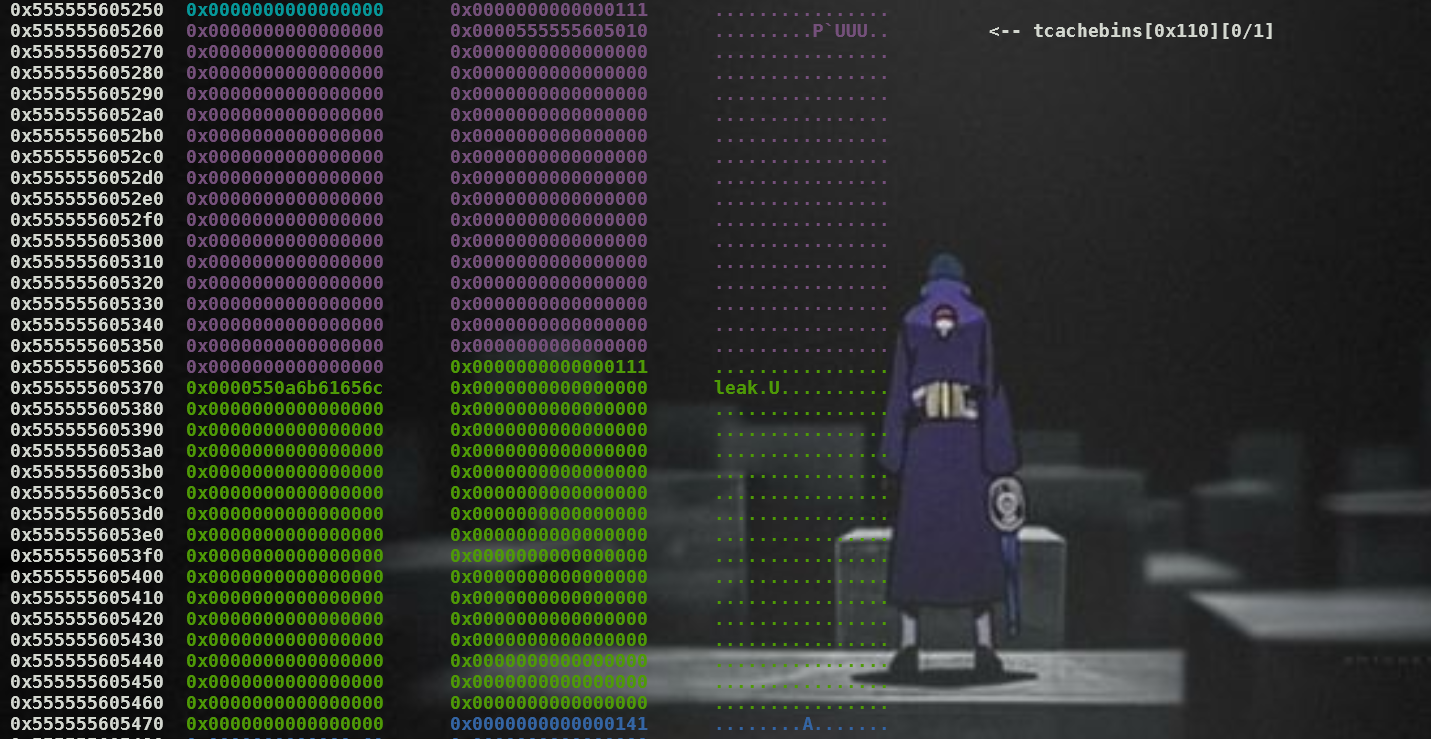 0x555555605250 0x0000000000000000 0x0000000000000111 ................
0x555555605260 0x0000000000000000 0x0000555555605010 .........P`UUU.. <-- tcachebins[0x110][0/1]
0x555555605270 0x0000000000000000 0x0000000000000000 ................
0x555555605280 0x0000000000000000 0x0000000000000000 ................
0x555555605290 0x0000000000000000 0x0000000000000000 ................
0x5555556052a0 0x0000000000000000 0x0000000000000000 ................
0x5555556052b0 0x0000000000000000 0x0000000000000000 ................
0x5555556052c0 0x0000000000000000 0x0000000000000000 ................
0x5555556052d0 0x0000000000000000 0x0000000000000000 ................
0x5555556052e0 0x0000000000000000 0x0000000000000000 ................
0x5555556052f0 0x0000000000000000 0x0000000000000000 ................
0x555555605300 0x0000000000000000 0x0000000000000000 ................
0x555555605310 0x0000000000000000 0x0000000000000000 ................
0x555555605320 0x0000000000000000 0x0000000000000000 ................
0x555555605330 0x0000000000000000 0x0000000000000000 ................
0x555555605340 0x0000000000000000 0x0000000000000000 ................
0x555555605350 0x0000000000000000 0x0000000000000000 ................
0x555555605360 0x0000000000000000 0x0000000000000111 ................
0x555555605370 0x0000550a6b61656c 0x0000000000000000 leak.U..........
0x555555605380 0x0000000000000000 0x0000000000000000 ................
0x555555605390 0x0000000000000000 0x0000000000000000 ................
0x5555556053a0 0x0000000000000000 0x0000000000000000 ................
0x5555556053b0 0x0000000000000000 0x0000000000000000 ................
0x5555556053c0 0x0000000000000000 0x0000000000000000 ................
0x5555556053d0 0x0000000000000000 0x0000000000000000 ................
0x5555556053e0 0x0000000000000000 0x0000000000000000 ................
0x5555556053f0 0x0000000000000000 0x0000000000000000 ................
0x555555605400 0x0000000000000000 0x0000000000000000 ................
0x555555605410 0x0000000000000000 0x0000000000000000 ................
0x555555605420 0x0000000000000000 0x0000000000000000 ................
0x555555605430 0x0000000000000000 0x0000000000000000 ................
0x555555605440 0x0000000000000000 0x0000000000000000 ................
0x555555605450 0x0000000000000000 0x0000000000000000 ................
0x555555605460 0x0000000000000000 0x0000000000000000 ................
0x555555605470 0x0000000000000000 0x0000000000000141 ........A.......